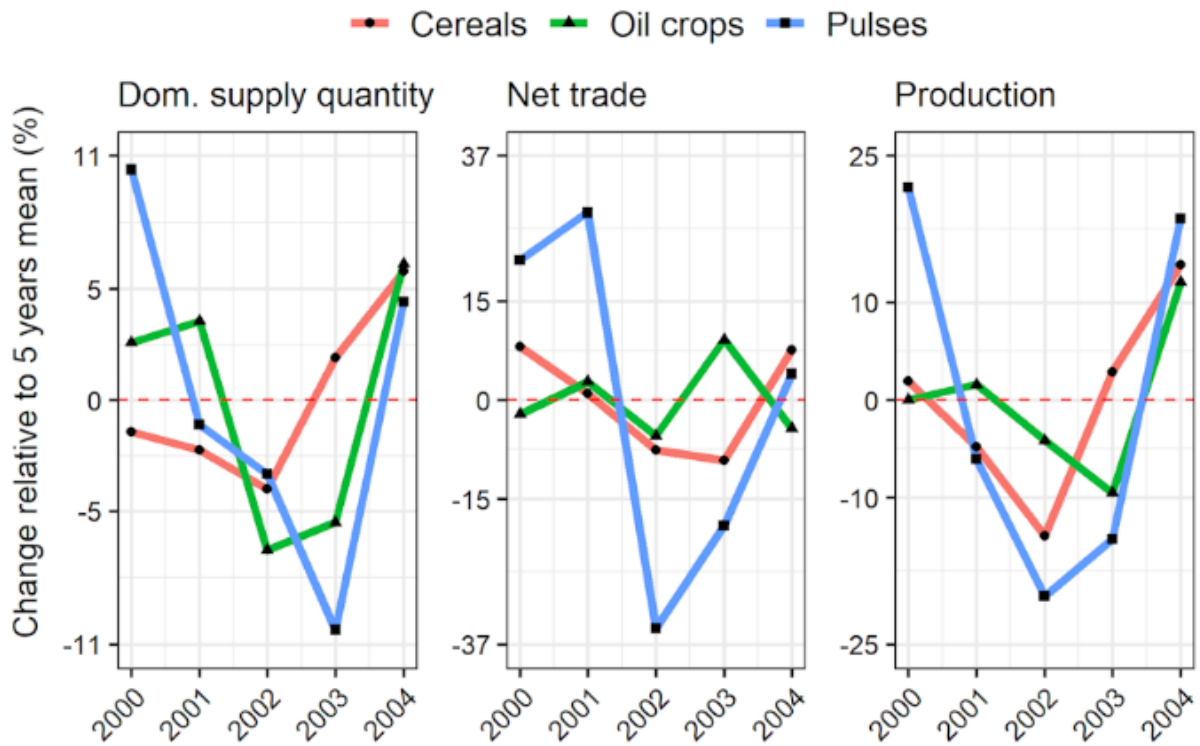 Cereals Oil crops Pulses
Dom. supply quantity Net trade Production
Change relative to 5 years mean (%)
11 37 25
5 15 10
0 0 0
-5 -15 -10
-11 -37 -25
2000 2001 2002 2003 2004 2000 2001 2002 2003 2004 2000 2001 2002 2003 2004